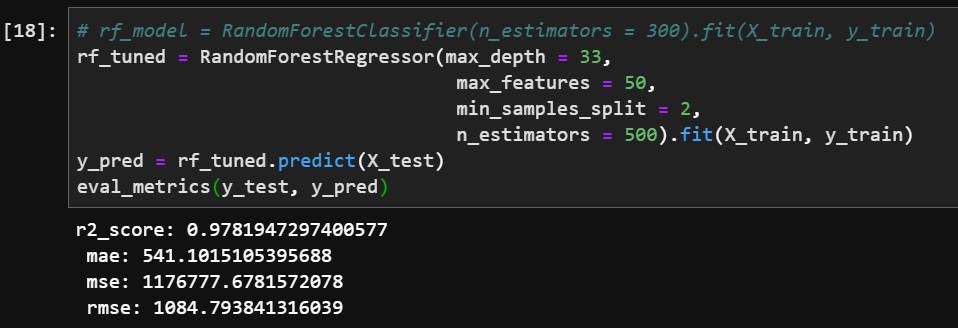 [18]: # rf_model = RandomForestClassifier(n_estimators = 300).fit(X_train, y_train)
rf_tuned = RandomForestRegressor(max_depth = 33,
max_features = 50,
min_samples_split = 2,
n_estimators = 500).fit(X_train, y_train)
y_pred = rf_tuned.predict(X_test)
eval_metrics(y_test, y_pred)
r2_score: 0.9781947297400577
mae: 541.1015105395688
mse: 1176777.6781572078
rmse: 1084.793841316039